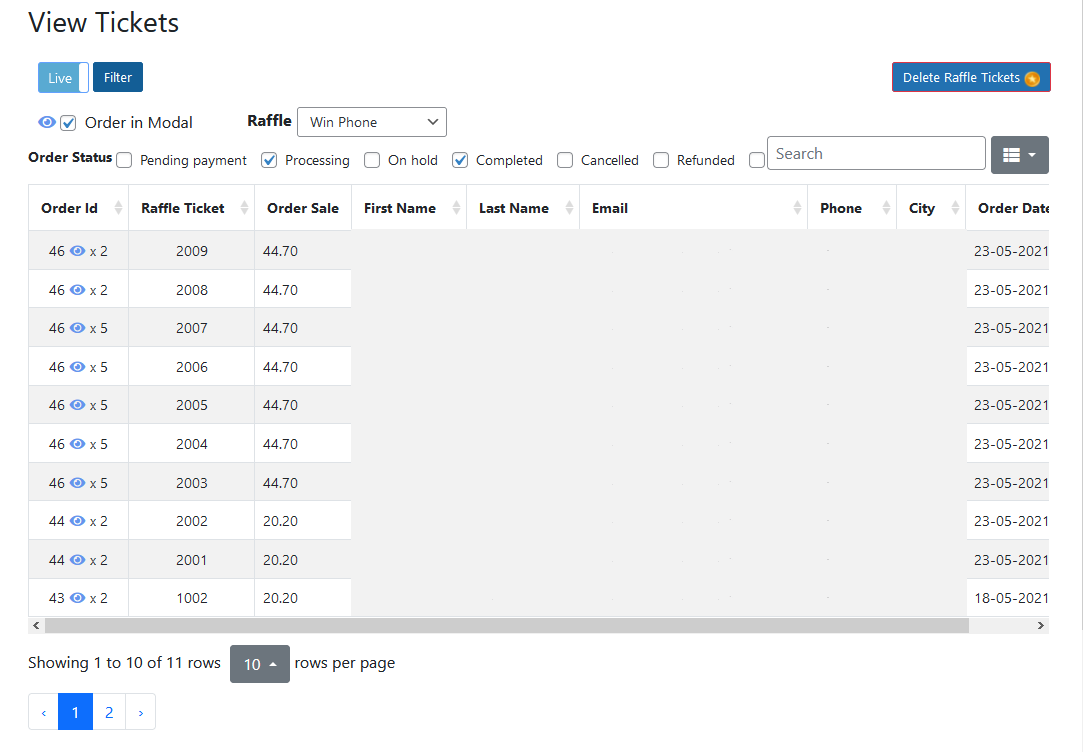 View Tickets
Live Filter Delete Raffle Tickets
Order in Modal Raffle Win Phone
Order Status Pending payment Processing On hold Completed Cancelled Refunded Search
Order Id Raffle Ticket Order Sale First Name Last Name Email Phone City Order Date
46 x 2 2009 44.70 23-05-2021
46 x 2 2008 44.70 23-05-2021
46 x 5 2007 44.70 23-05-2021
46 x 5 2006 44.70 23-05-2021
46 x 5 2005 44.70 23-05-2021
46 x 5 2004 44.70 23-05-2021
46 x 5 2003 44.70 23-05-2021
44 x 2 2002 20.20 23-05-2021
44 x 2 2001 20.20 23-05-2021
43 x 2 1002 20.20 18-05-2021
Showing 1 to 10 of 11 rows 10 rows per page
‹ 1 2 ›